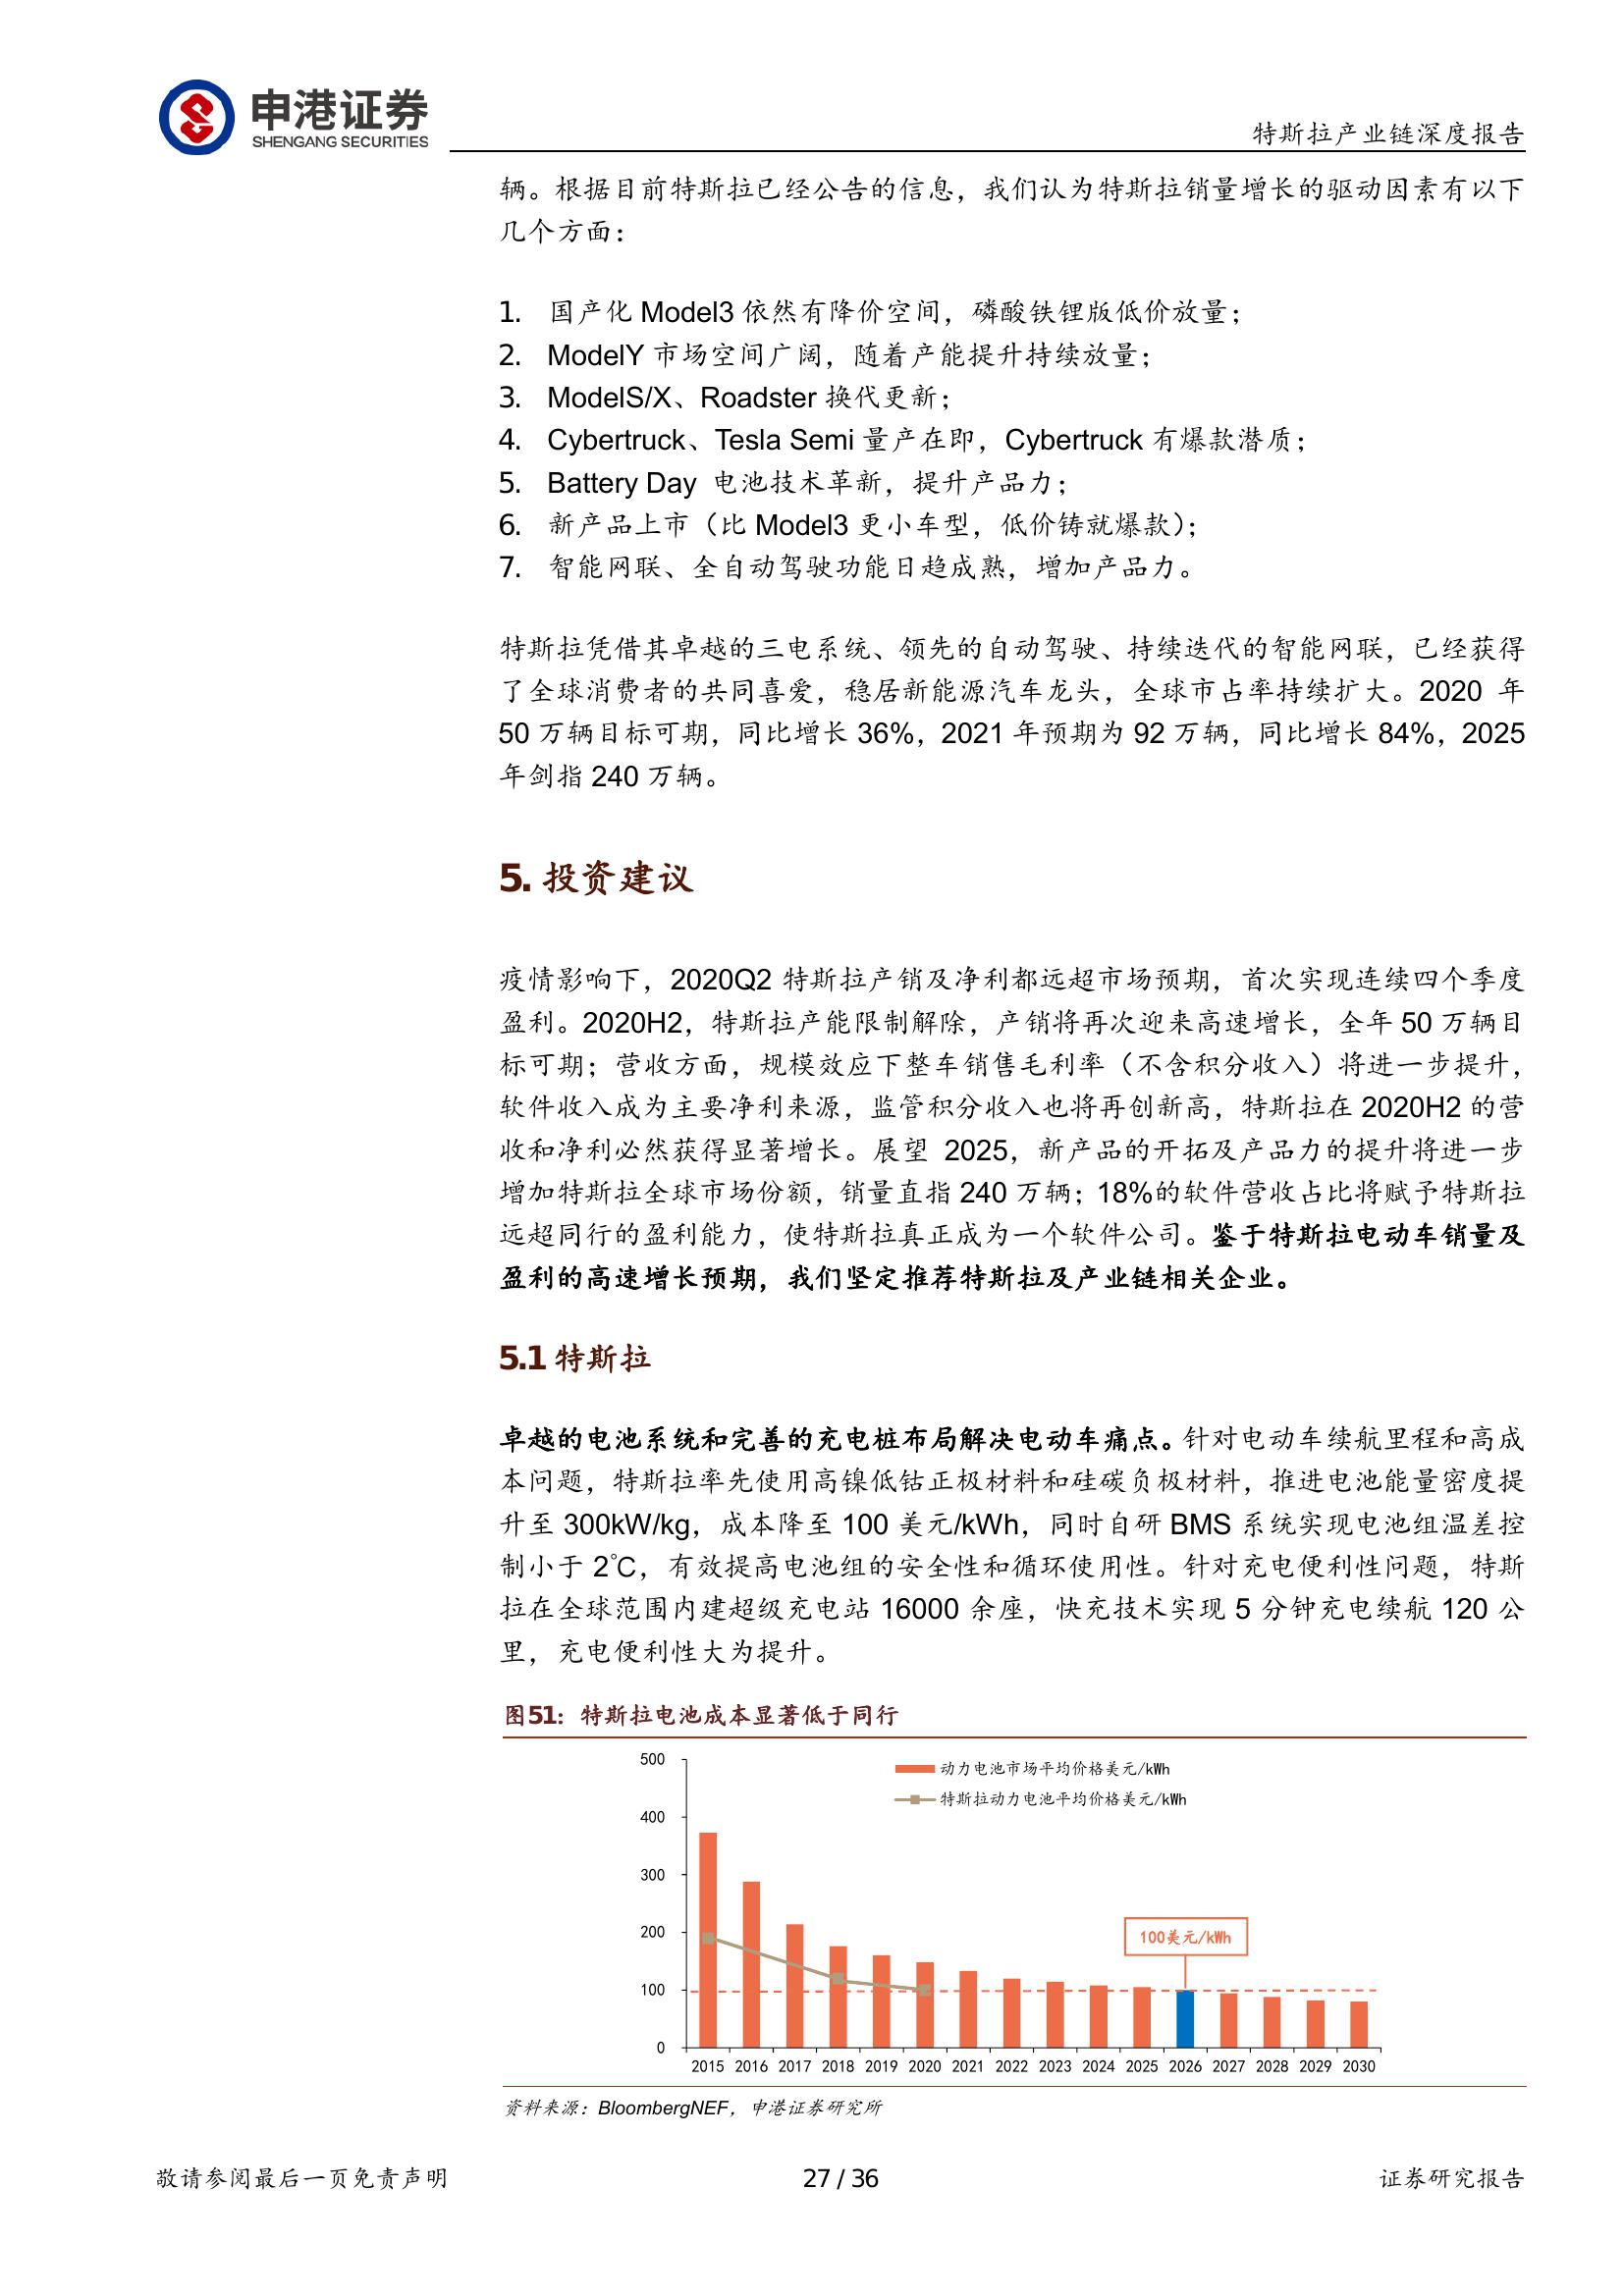 申港证券
SHENGANG SECURITIES
特斯拉产业链深度报告
辆。根据目前特斯拉已经公告的信息，我们认为特斯拉销量增长的驱动因素有以下
几个方面：
1. 国产化 Model3 依然有降价空间，磷酸铁锂版低价放量；
2. ModelY 市场空间广阔，随着产能提升持续放量；
3. ModelS/X、Roadster 换代更新；
4. Cybertruck、Tesla Semi 量产在即，Cybertruck 有爆款潜质；
5. Battery Day 电池技术革新，提升产品力；
6. 新产品上市（比 Model3 更小车型，低价铸就爆款）；
7. 智能网联、全自动驾驶功能日趋成熟，增加产品力。
特斯拉凭借其卓越的三电系统、领先的自动驾驶、持续迭代的智能网联，已经获得
了全球消费者的共同喜爱，稳居新能源汽车龙头，全球市占率持续扩大。2020 年
50 万辆目标可期，同比增长 36%，2021 年预期为 92 万辆，同比增长 84%，2025
年剑指 240 万辆。
5. 投资建议
疫情影响下，2020Q2 特斯拉产销及净利都远超市场预期，首次实现连续四个季度
盈利。2020H2，特斯拉产能限制解除，产销将再次迎来高速增长，全年 50 万辆目
标可期；营收方面，规模效应下整车销售毛利率（不含积分收入）将进一步提升，
软件收入成为主要净利来源，监管积分收入也将再创新高，特斯拉在 2020H2 的营
收和净利必然获得显著增长。展望 2025，新产品的开拓及产品力的提升将进一步
增加特斯拉全球市场份额，销量直指 240 万辆；18%的软件营收占比将赋予特斯拉
远超同行的盈利能力，使特斯拉真正成为一个软件公司。鉴于特斯拉电动车销量及
盈利的高速增长预期，我们坚定推荐特斯拉及产业链相关企业。
5.1 特斯拉
卓越的电池系统和完善的充电桩布局解决电动车痛点。针对电动车续航里程和高成
本问题，特斯拉率先使用高镍低钴正极材料和硅碳负极材料，推进电池能量密度提
升至 300kW/kg，成本降至 100 美元/kWh，同时自研 BMS 系统实现电池组温差控
制小于 2℃，有效提高电池组的安全性和循环使用性。针对充电便利性问题，特斯
拉在全球范围内建超级充电站 16000 余座，快充技术实现 5 分钟充电续航 120 公
里，充电便利性大为提升。
图51：特斯拉电池成本显著低于同行
500
动力电池市场平均价格美元/kWh
特斯拉动力电池平均价格美元/kWh
400
300
200
100美元/kWh
100
0
2015 2016 2017 2018 2019 2020 2021 2022 2023 2024 2025 2026 2027 2028 2029 2030
资料来源：BloombergNEF，申港证券研究所
敬请参阅最后一页免责声明
27 / 36
证券研究报告